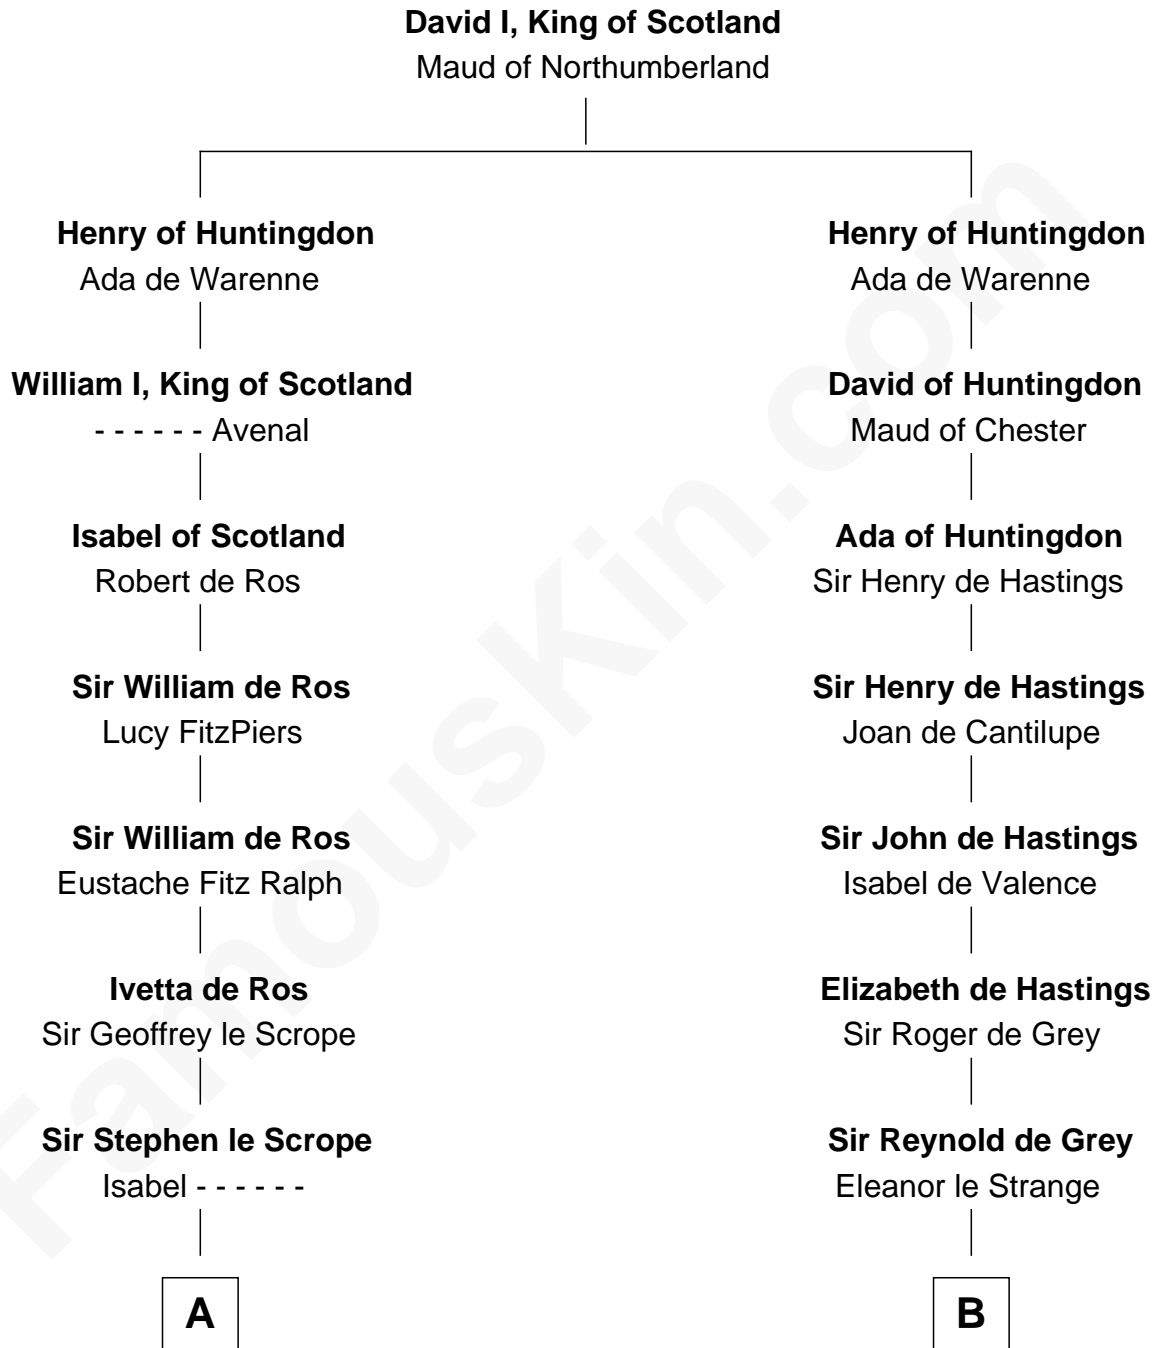 David I, King of Scotland
Maud of Northumberland
Henry of Huntingdon
Ada de Warenne
Henry of Huntingdon
Ada de Warenne
William I, King of Scotland
- - - - - - Avenal
David of Huntingdon
Maud of Chester
Isabel of Scotland
Robert de Ros
Ada of Huntingdon
Sir Henry de Hastings
Sir William de Ros
Lucy FitzPiers
Sir Henry de Hastings
Joan de Cantilupe
Sir William de Ros
Eustache Fitz Ralph
Sir John de Hastings
Isabel de Valence
Ivetta de Ros
Sir Geoffrey le Scrope
Elizabeth de Hastings
Sir Roger de Grey
Sir Stephen le Scrope
Isabel - - - - - -
Sir Reynold de Grey
Eleanor le Strange
A
B
FamousKin.com